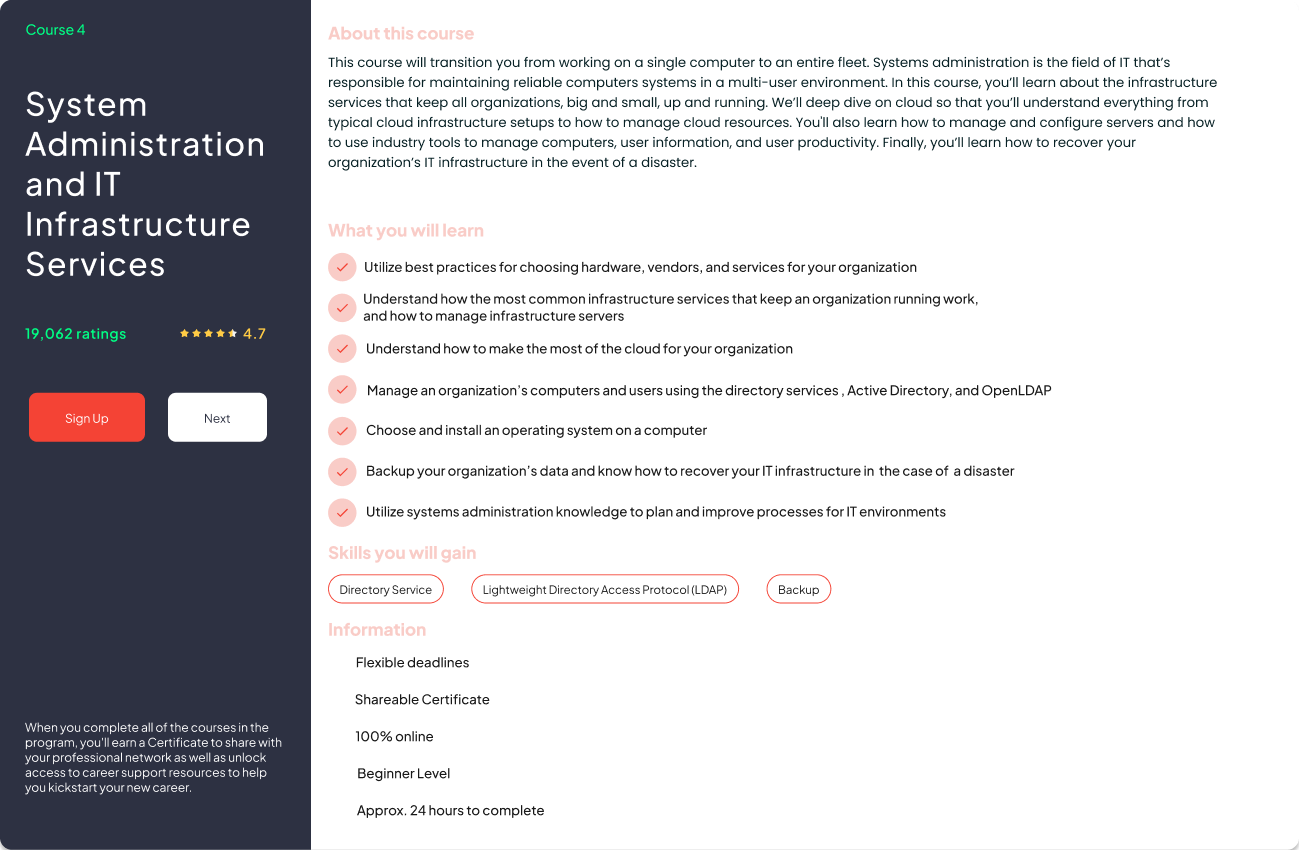 Course 4
System
Administration
and IT
Infrastructure
Services
19,062 ratings 4.7
Sign Up Next
When you complete all of the courses in the
program, you'll earn a Certificate to share with
your professional network as well as unlock
access to career support resources to help
you kickstart your new career.
About this course
This course will transition you from working on a single computer to an entire fleet. Systems administration is the field of IT that's
responsible for maintaining reliable computers systems in a multi-user environment. In this course, you'll learn about the infrastructure
services that keep all organizations, big and small, up and running. We'll deep dive on cloud so that you'll understand everything from
typical cloud infrastructure setups to how to manage cloud resources. You'll also learn how to manage and configure servers and how
to use industry tools to manage computers, user information, and user productivity. Finally, you'll learn how to recover your
organization's IT infrastructure in the event of a disaster.
What you will learn
Utilize best practices for choosing hardware, vendors, and services for your organization
Understand how the most common infrastructure services that keep an organization running work,
and how to manage infrastructure servers
Understand how to make the most of the cloud for your organization
Manage an organization's computers and users using the directory services , Active Directory, and OpenLDAP
Choose and install an operating system on a computer
Backup your organization's data and know how to recover your IT infrastructure in the case of a disaster
Utilize systems administration knowledge to plan and improve processes for IT environments
Skills you will gain
Directory Service Lightweight Directory Access Protocol (LDAP) Backup
Information
Flexible deadlines
Shareable Certificate
100% online
Beginner Level
Approx. 24 hours to complete